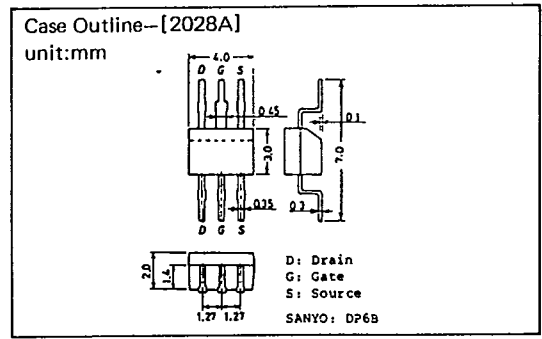 Case Outline–[2028A]
unit:mm
4.0
D G S
0.45
0.1
3.0
7.0
0.35
0.3
D G S
2.0
1.4
1.27 1.27
D: Drain
G: Gate
S: Source
SANYO: DP6B